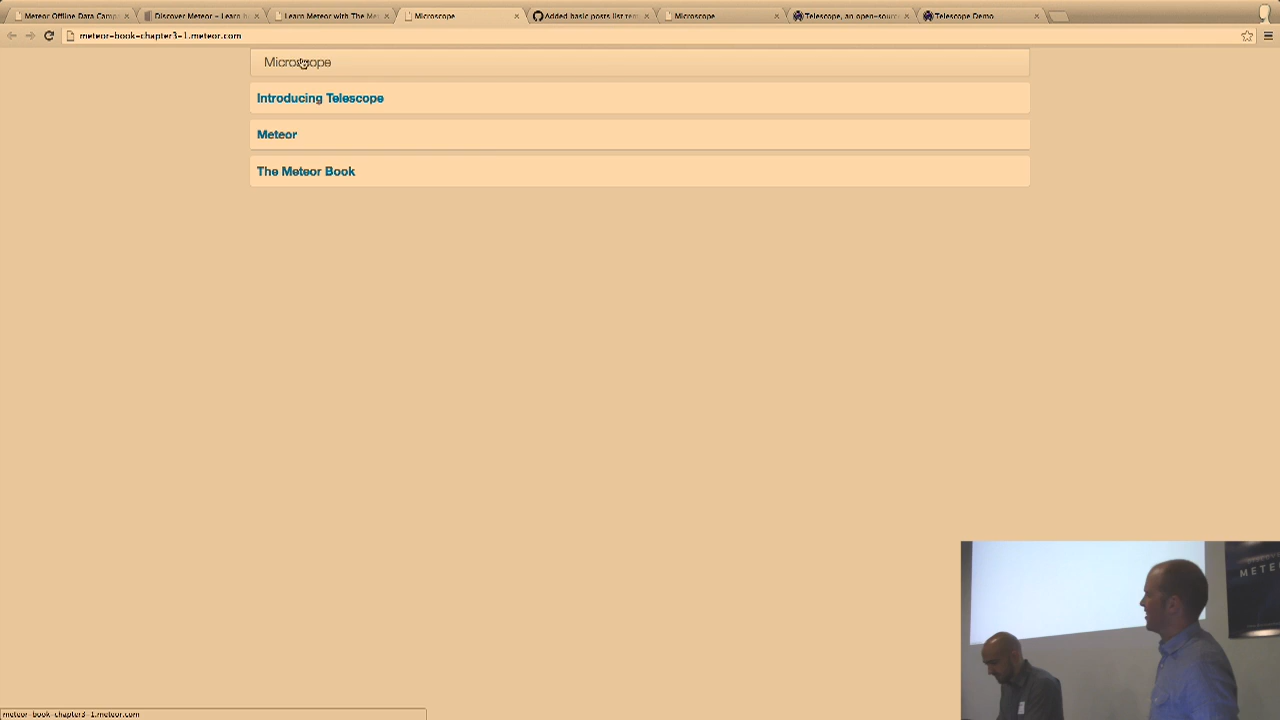 Meteor Offline Data Camp
Discover Meteor – Learn
Learn Meteor with The Me
Microscope
Added basic posts list
Microscope
Telescope, an open-sour
Telescope Demo
meteor-book-chapter3-1.meteor.com
Microscope
Introducing Telescope
Meteor
The Meteor Book
METE
meteor-book-chapter3-1.meteor.com